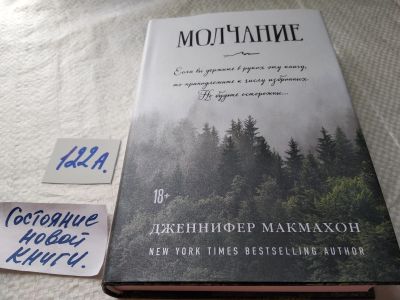 МОЛЧАНИЕ
Если вы держите в руках эту книгу,
то принадлежите к числу избранных.
Но будьте осторожны...
18+
ДЖЕННИФЕР МАКМАХОН
NEW YORK TIMES BESTSELLING AUTHOR
122А.
Состояние
новой
книги.